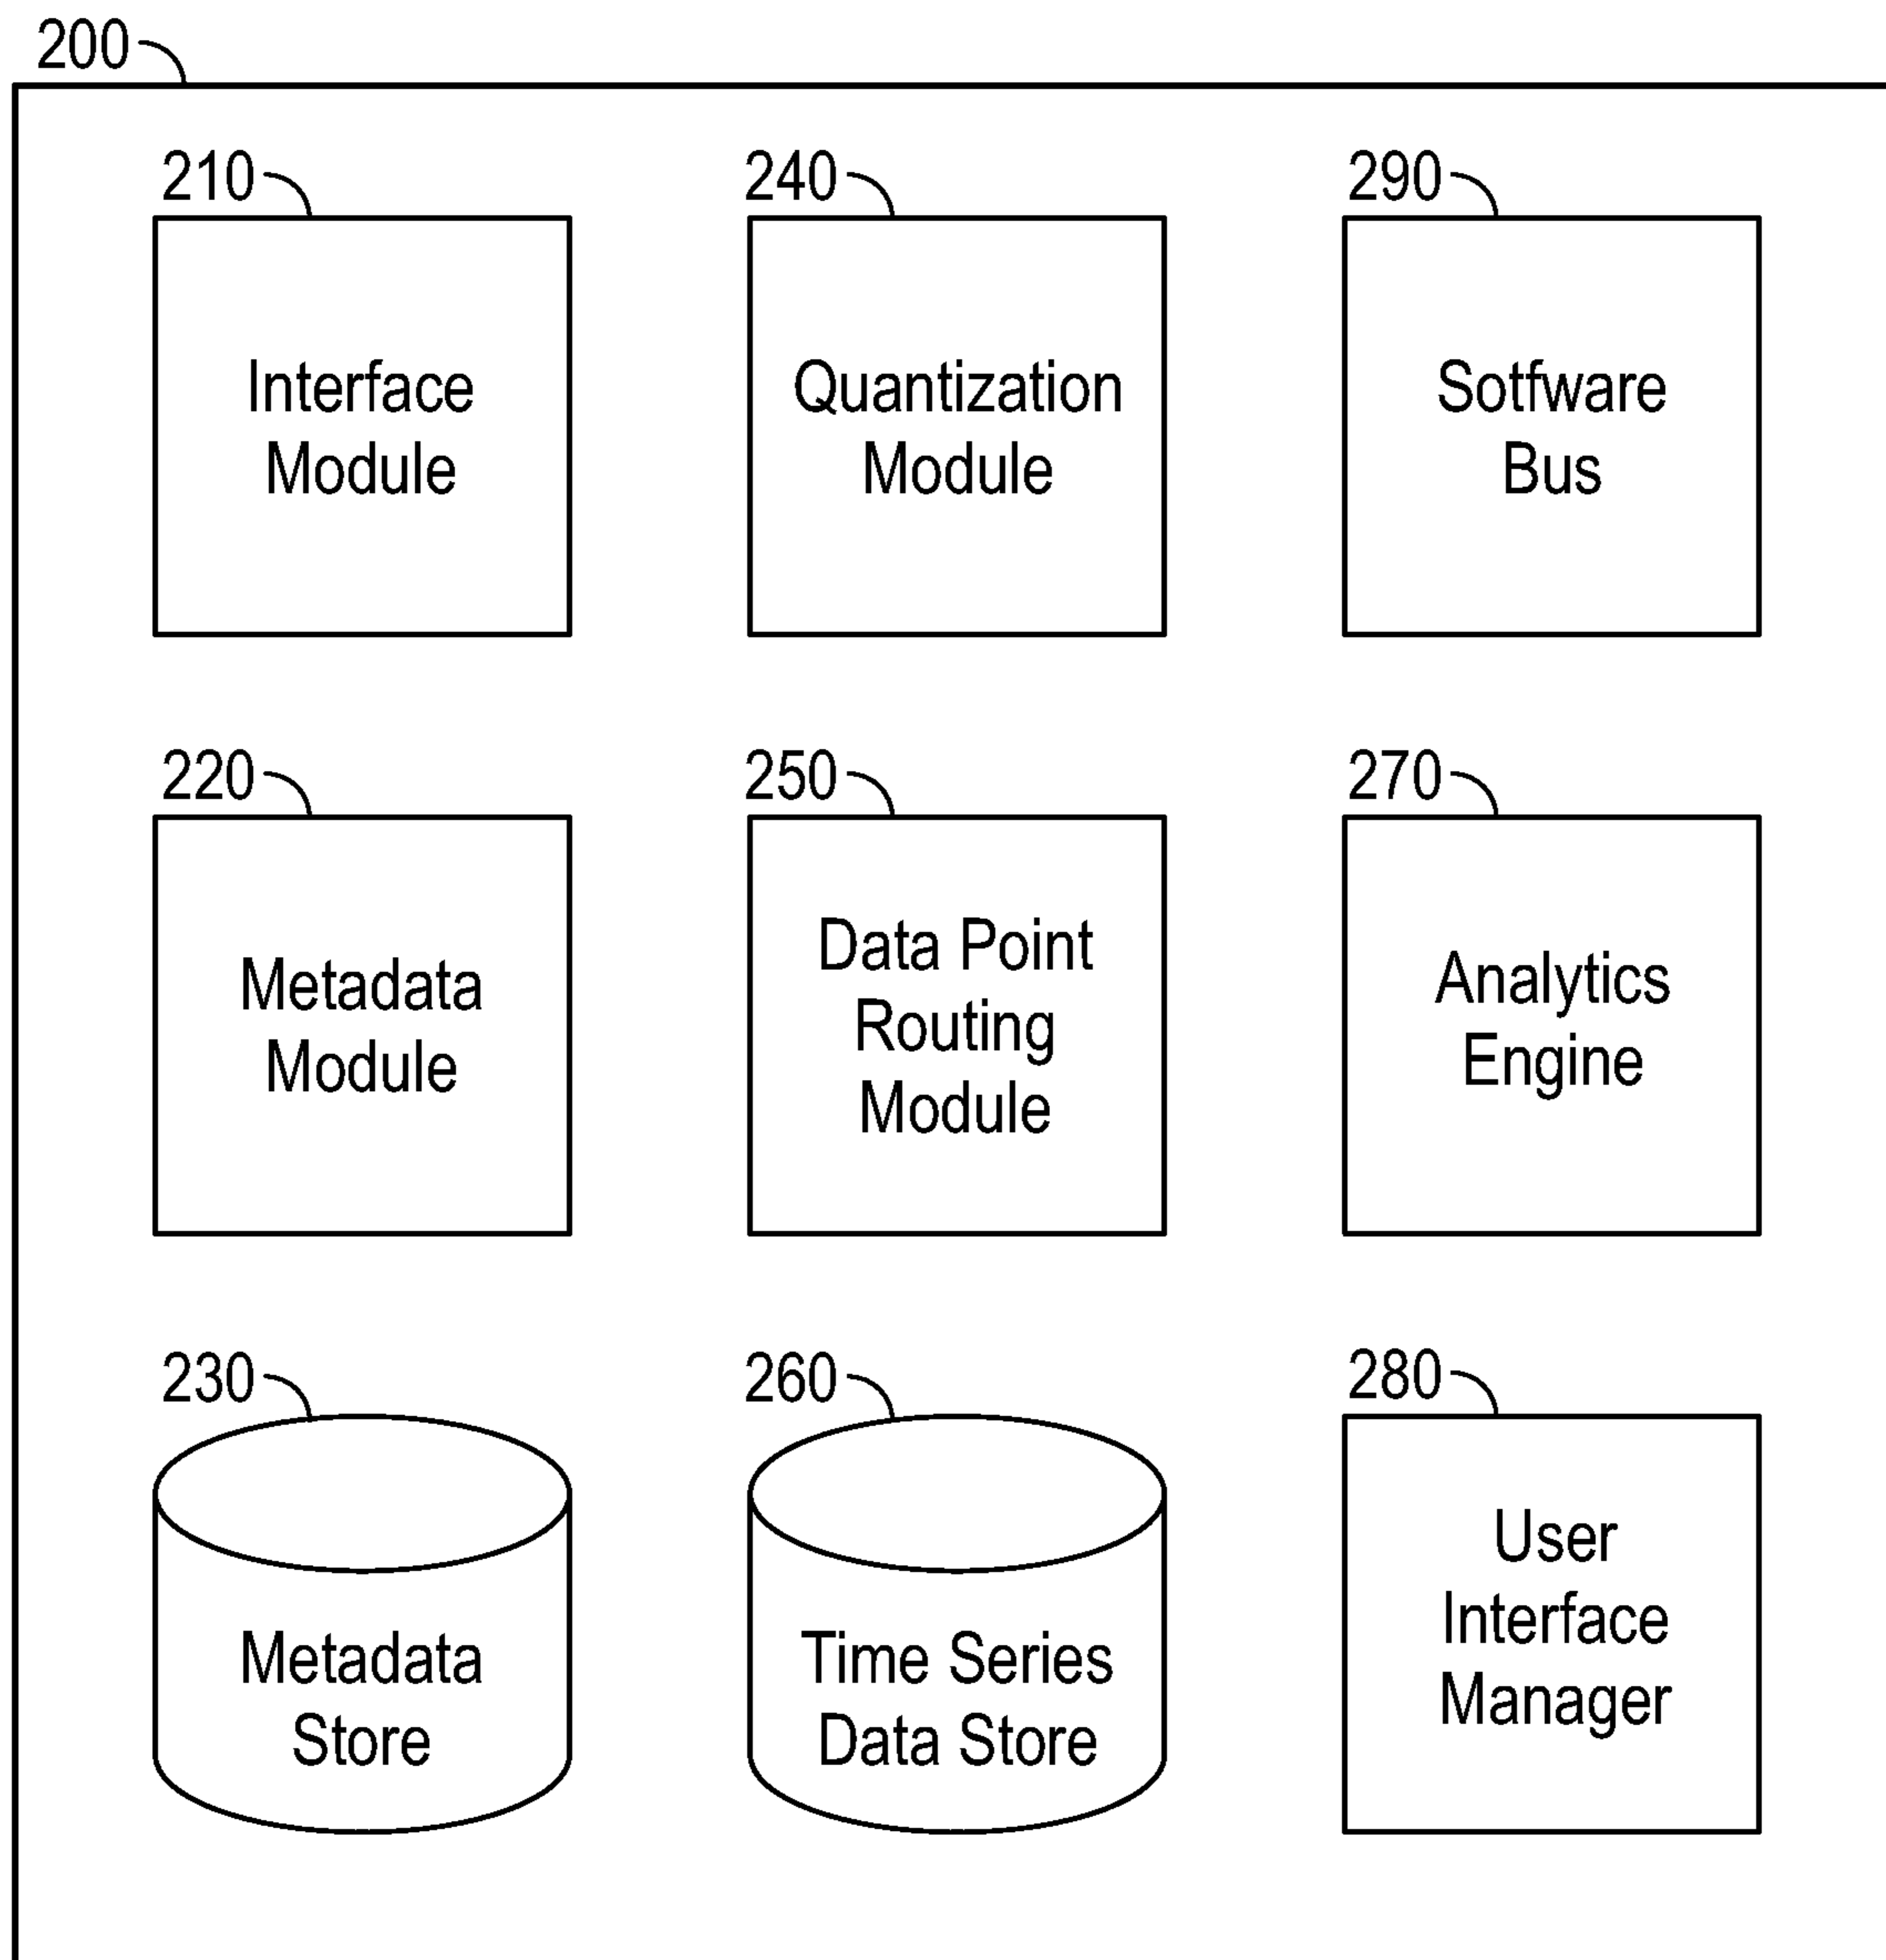 200
210
Interface
Module
240
Quantization
Module
290
Sotfware
Bus
220
Metadata
Module
250
Data Point
Routing
Module
270
Analytics
Engine
230
Metadata
Store
260
Time Series
Data Store
280
User
Interface
Manager